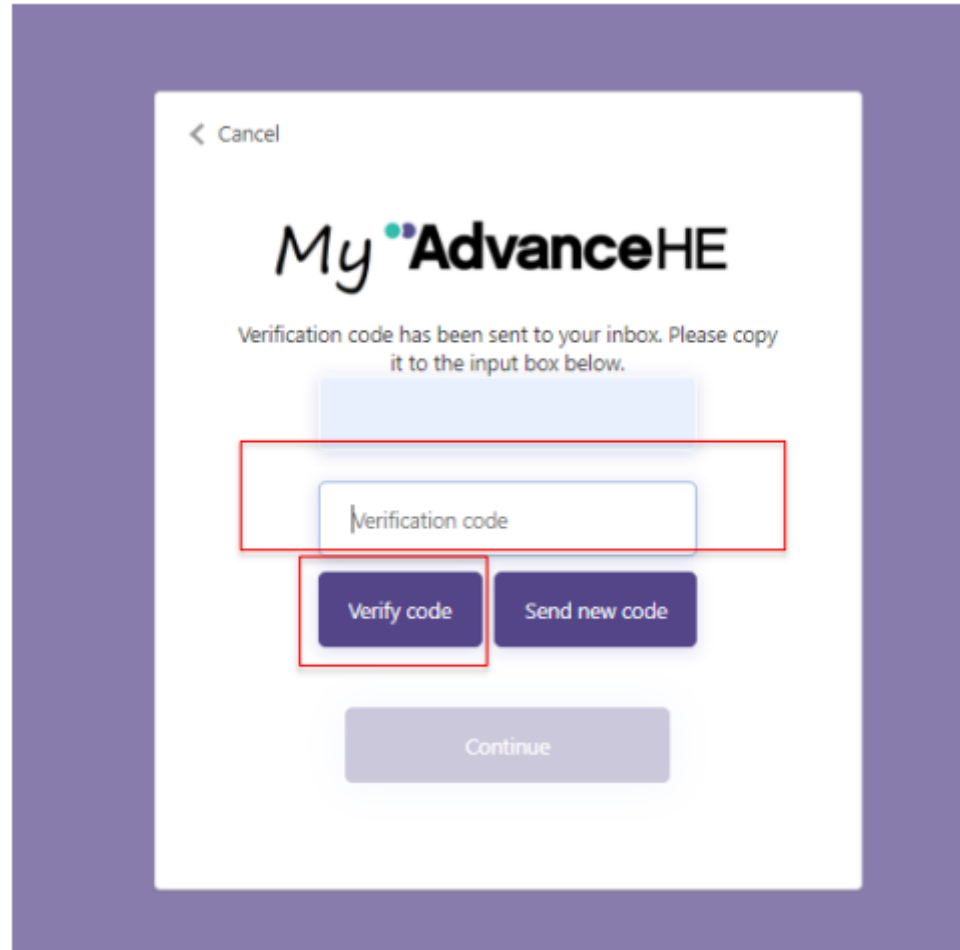 Cancel
My AdvanceHE
Verification code has been sent to your inbox. Please copy
it to the input box below.
Verification code
Verify code
Send new code
Continue